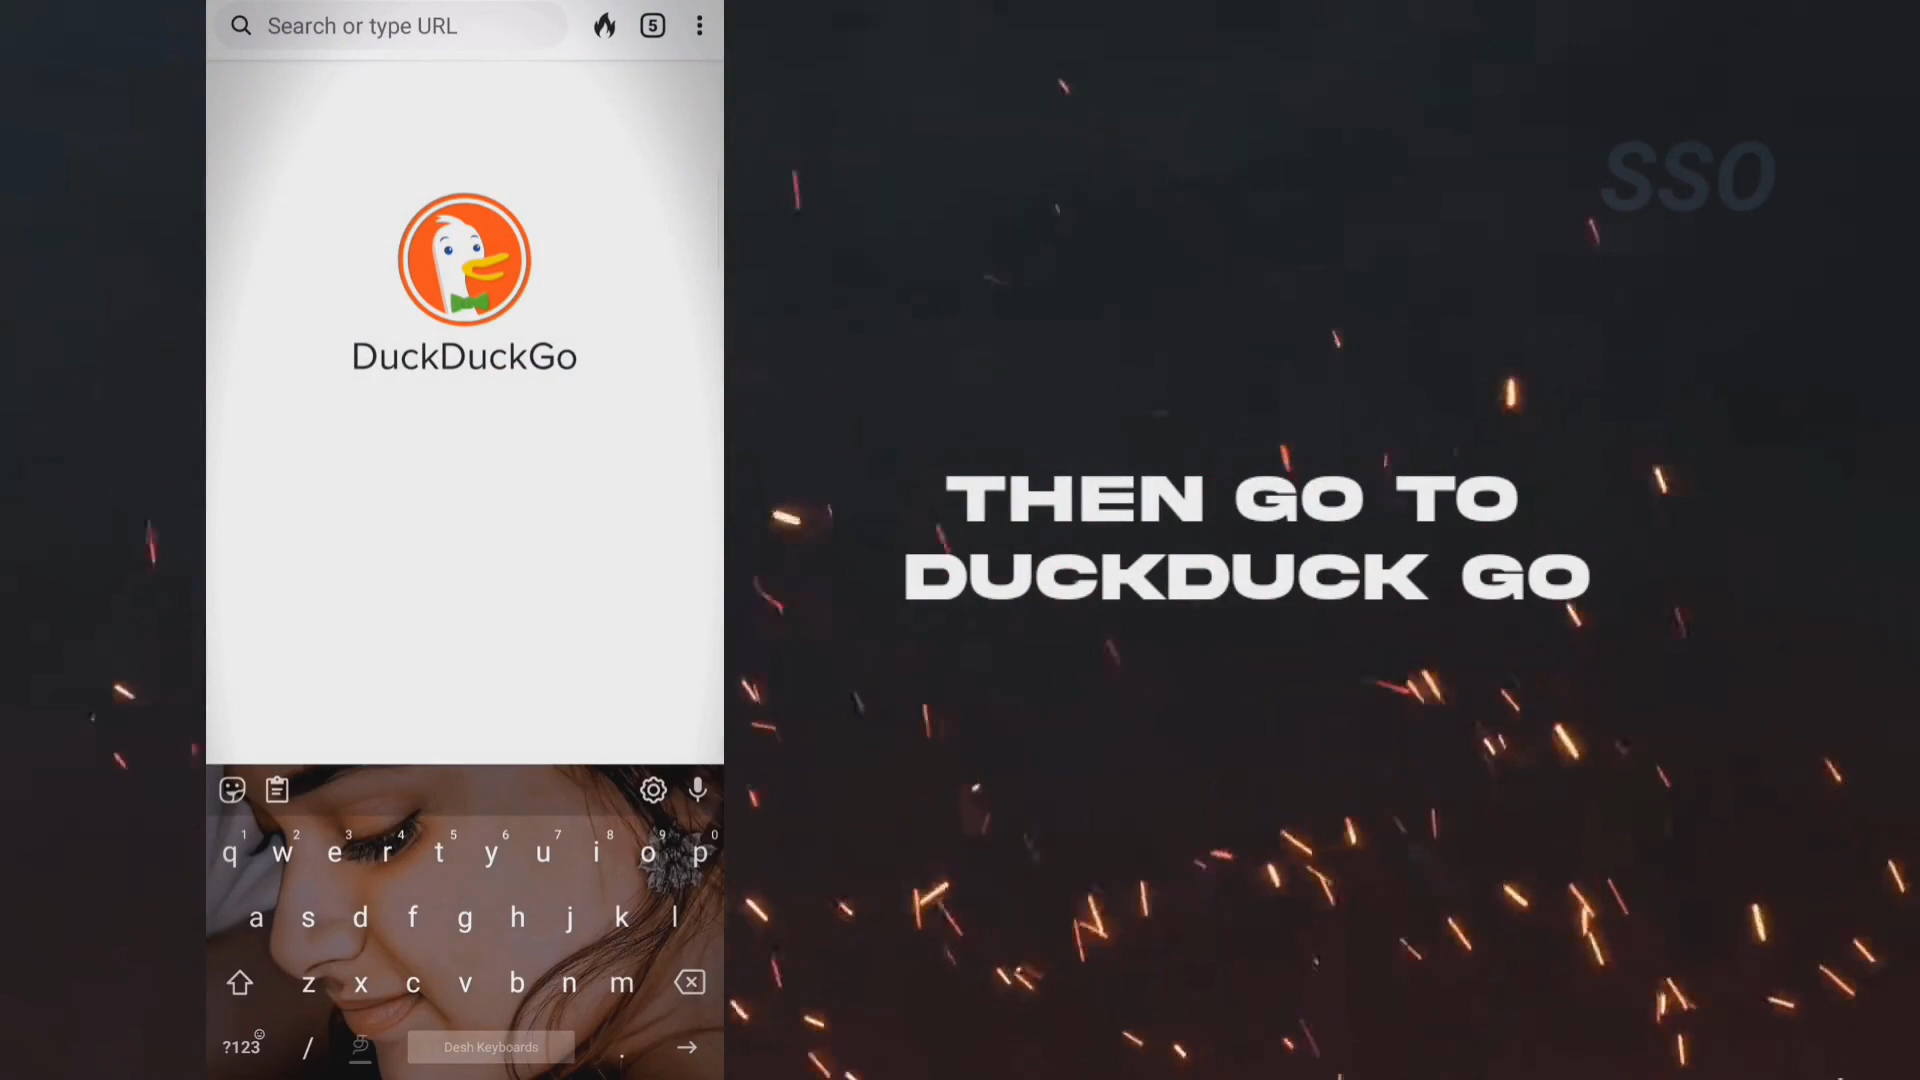 Search or type URL
5
DuckDuckGo
SSO
THEN GO TO
DUCKDUCK GO
1 2 3 4 5 6 7 8 9 0
q w e r t y u i o p
a s d f g h j k l
z x c v b n m
?123 / த Desh Keyboards .